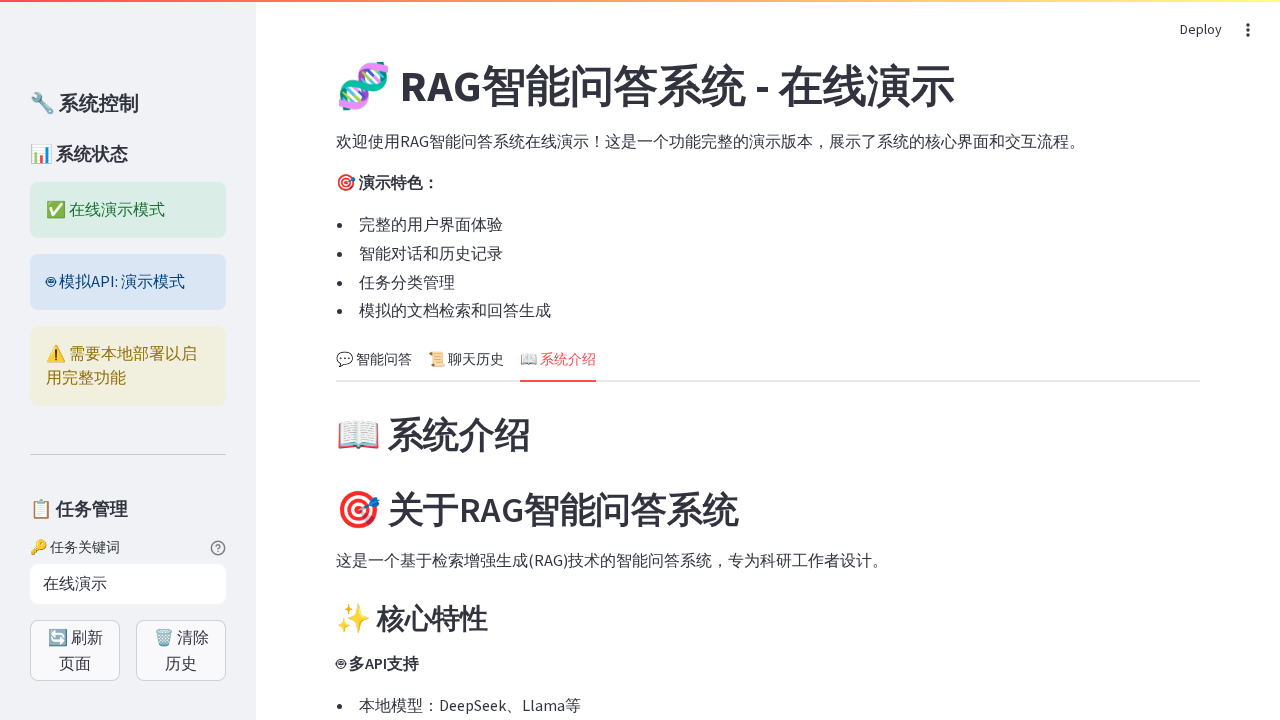 Deploy
🔧 系统控制
📊 系统状态
✅ 在线演示模式
模拟API: 演示模式
⚠️ 需要本地部署以启
用完整功能
📋 任务管理
🔑 任务关键词
在线演示
🔄 刷新
页面
🗑️ 清除
历史
🧬 RAG智能问答系统 - 在线演示
欢迎使用RAG智能问答系统在线演示！这是一个功能完整的演示版本，展示了系统的核心界面和交互流程。
🎯 演示特色：
• 完整的用户界面体验
• 智能对话和历史记录
• 任务分类管理
• 模拟的文档检索和回答生成
💬 智能问答 📜 聊天历史 📖 系统介绍
📖 系统介绍
🎯 关于RAG智能问答系统
这是一个基于检索增强生成(RAG)技术的智能问答系统，专为科研工作者设计。
✨ 核心特性
多API支持
• 本地模型：DeepSeek、Llama等